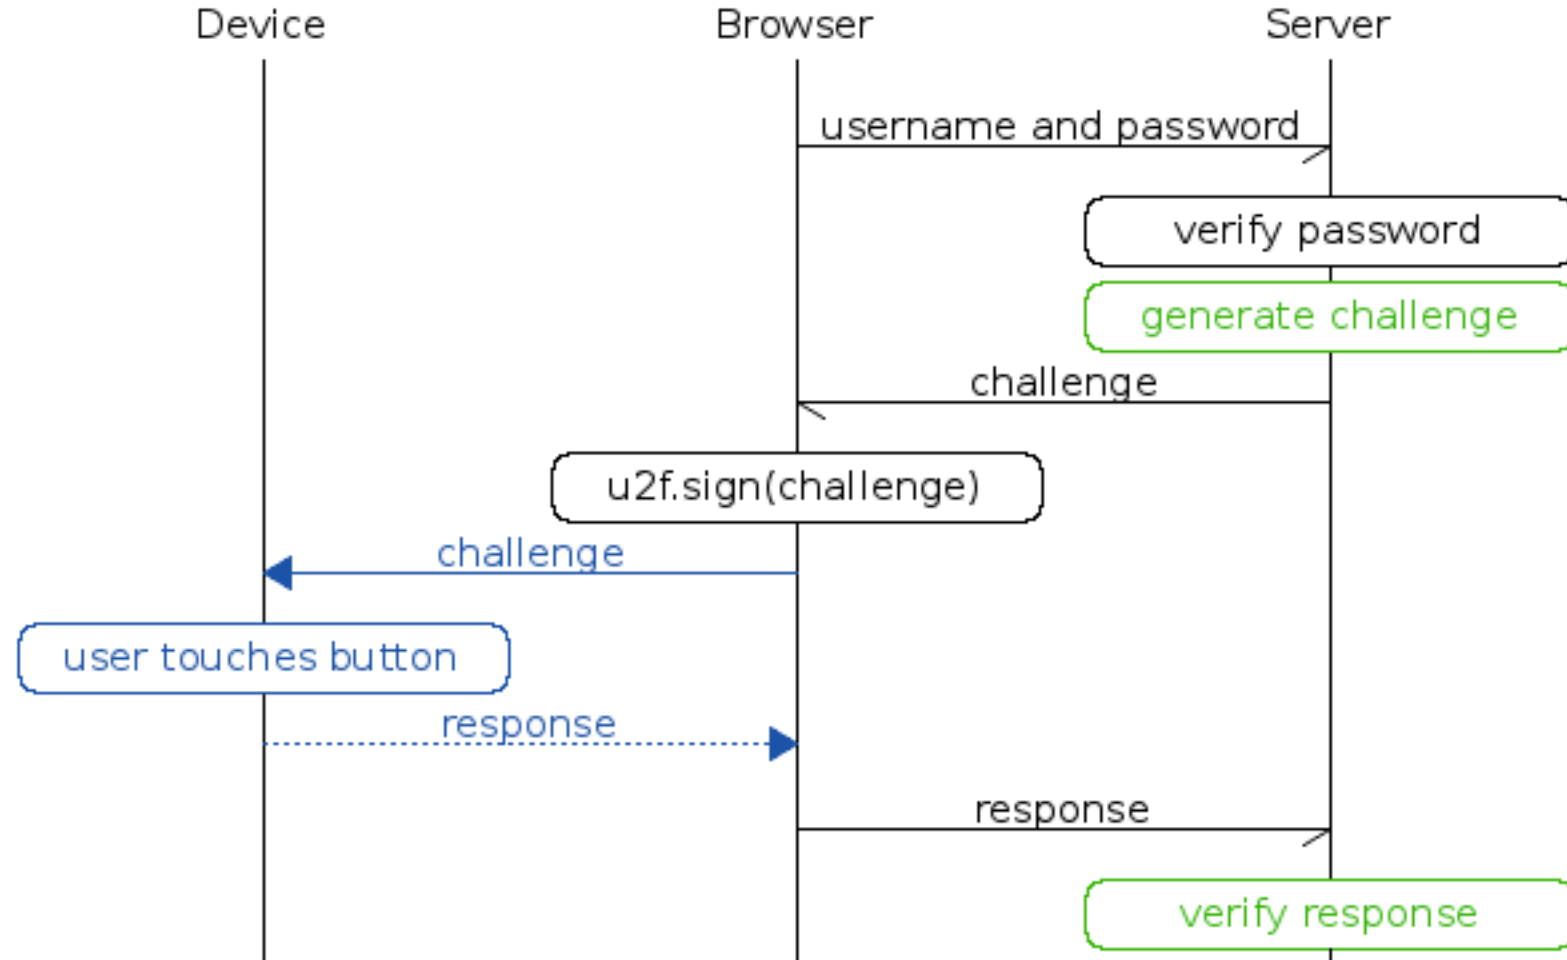 Device
Browser
Server
username and password
verify password
generate challenge
challenge
u2f.sign(challenge)
challenge
user touches button
response
response
verify response